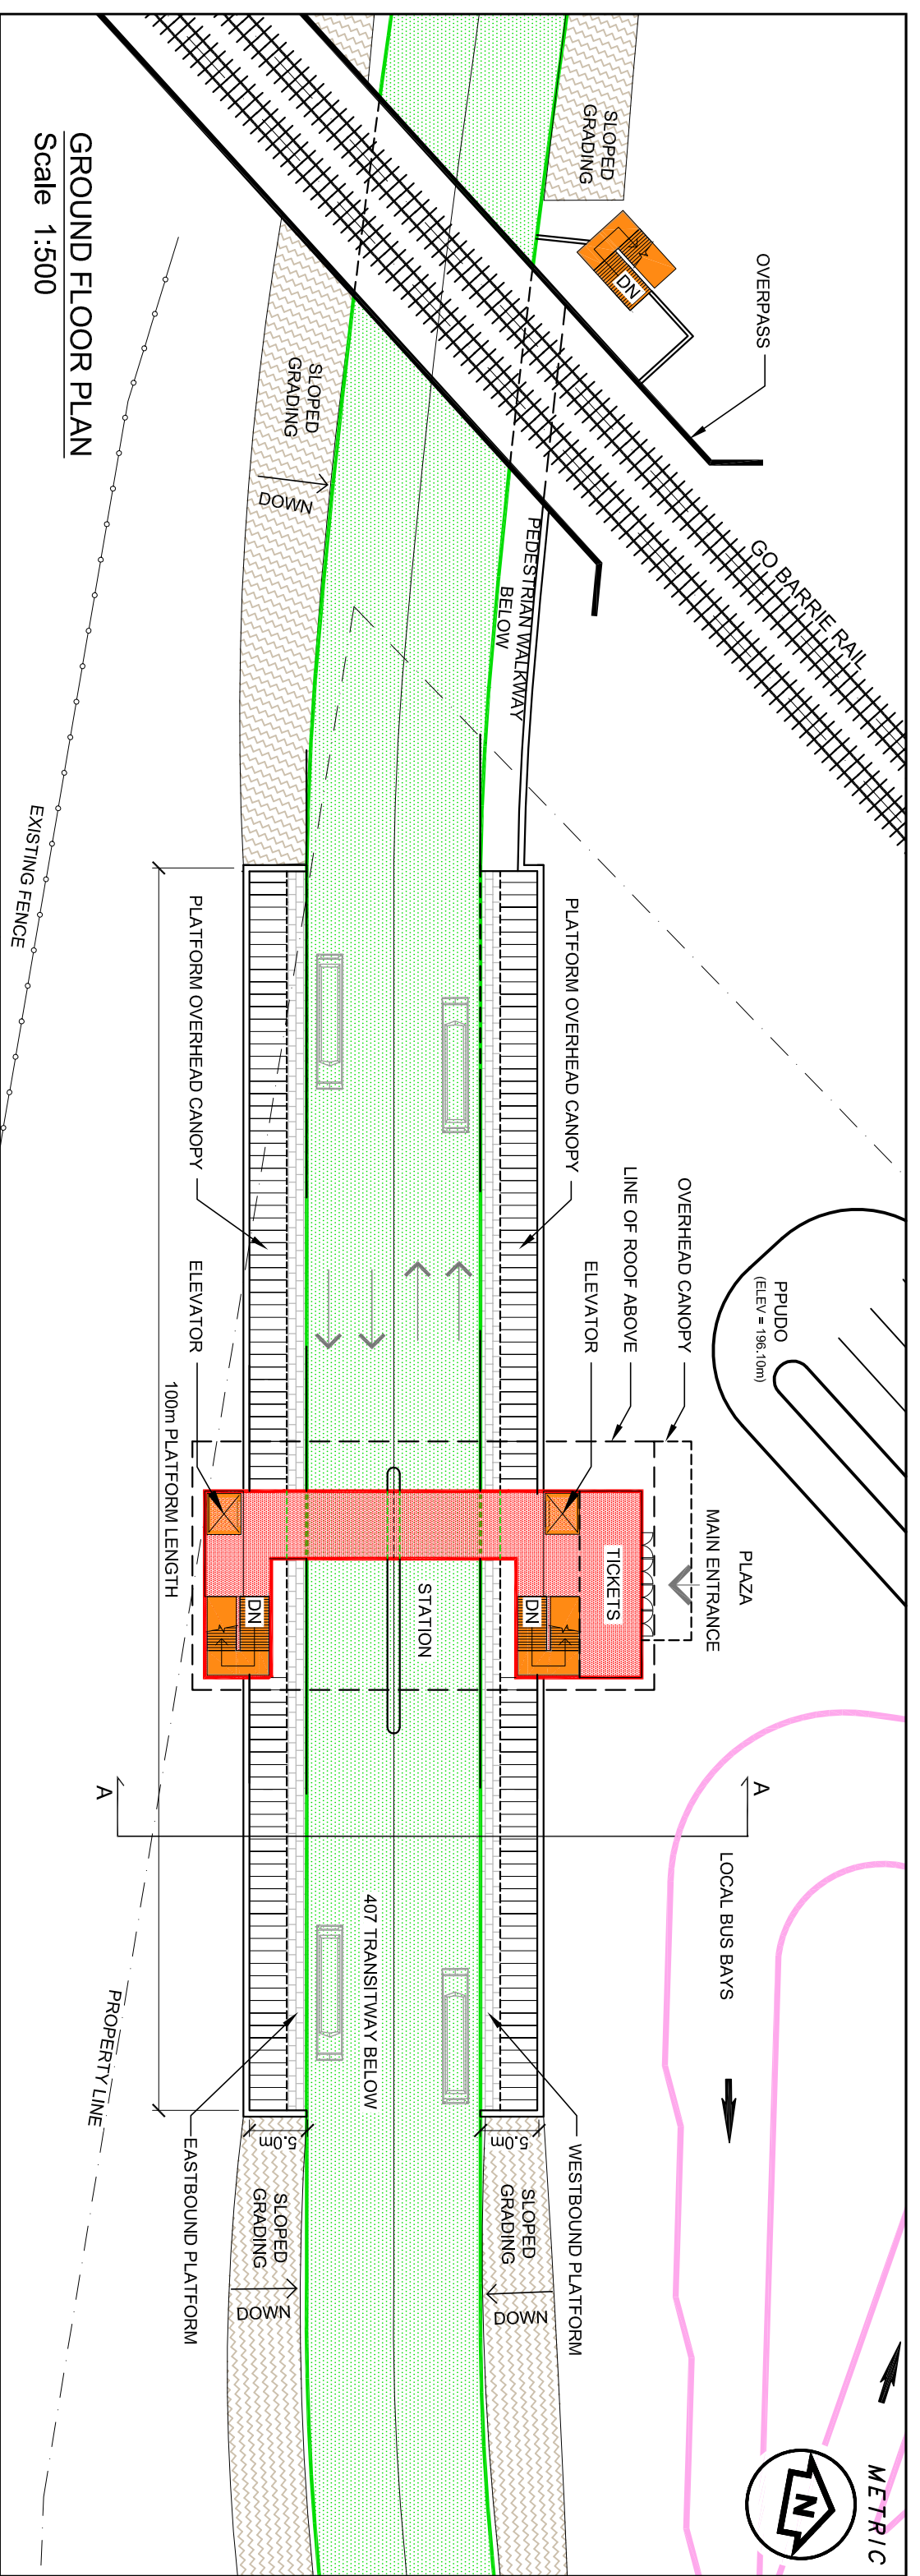 METRIC
N
SLOPED
GRADING
DN
OVERPASS
GO BARRIE RAIL
PEDESTRIAN WALKWAY
BELOW
SLOPED
GRADING
DOWN
PLATFORM OVERHEAD CANOPY
LINE OF ROOF ABOVE
OVERHEAD CANOPY
ELEVATOR
PPUDO
(ELEV = 196.10m)
PLAZA
MAIN ENTRANCE
TICKETS
DN
STATION
DN
A
LOCAL BUS BAYS
407 TRANSITWAY BELOW
WESTBOUND PLATFORM
5.0m
SLOPED
GRADING
DOWN
PLATFORM OVERHEAD CANOPY
ELEVATOR
100m PLATFORM LENGTH
A
5.0m
EASTBOUND PLATFORM
SLOPED
GRADING
DOWN
EXISTING FENCE
PROPERTY LINE
GROUND FLOOR PLAN
Scale 1:500